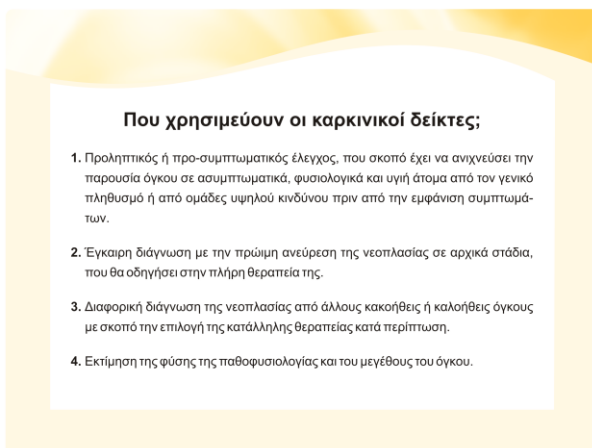 Που χρησιμεύουν οι καρκινικοί δείκτες;
1. Προληπτικός ή προ-συμπτωματικός έλεγχος, που σκοπό έχει να ανιχνεύσει την
παρουσία όγκου σε ασυμπτωματικά, φυσιολογικά και υγιή άτομα από τον γενικό
πληθυσμό ή από ομάδες υψηλού κινδύνου πριν από την εμφάνιση συμπτωμά-
των.
2. Έγκαιρη διάγνωση με την πρώιμη ανεύρεση της νεοπλασίας σε αρχικά στάδια,
που θα οδηγήσει στην πλήρη θεραπεία της.
3. Διαφορική διάγνωση της νεοπλασίας από άλλους κακοήθεις ή καλοήθεις όγκους
με σκοπό την επιλογή της κατάλληλης θεραπείας κατά περίπτωση.
4. Εκτίμηση της φύσης της παθοφυσιολογίας και του μεγέθους του όγκου.